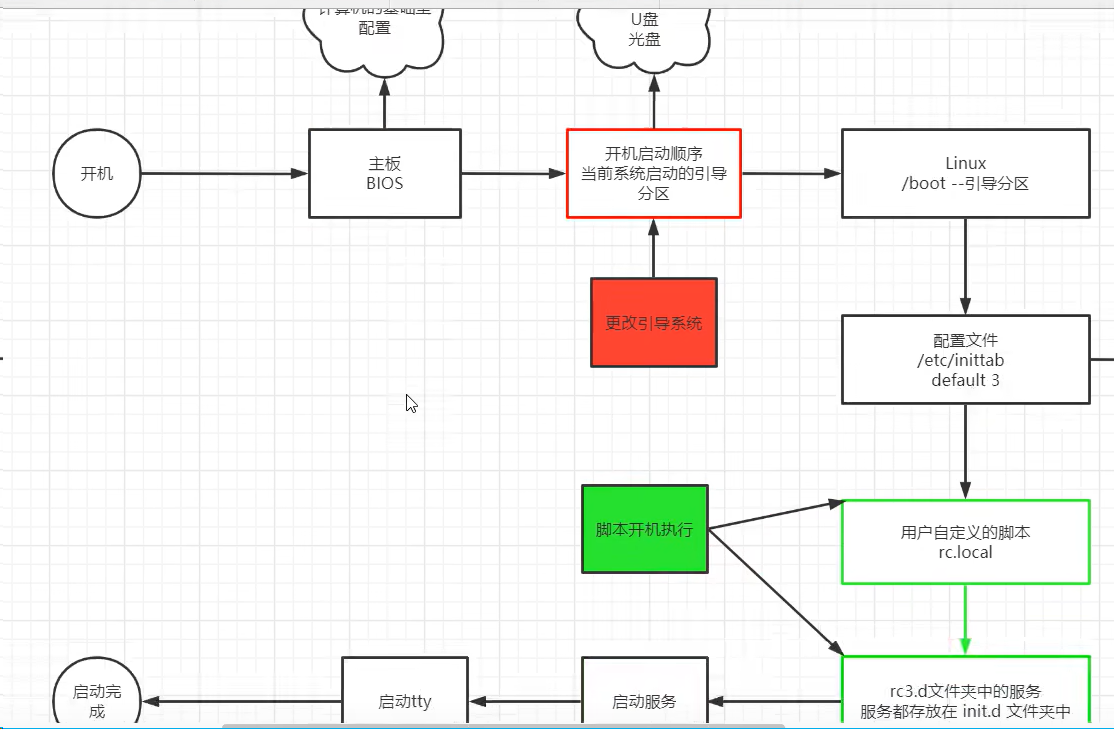 配置
U盘
光盘
开机
主板
BIOS
开机启动顺序
当前系统启动的引导
分区
Linux
/boot --引导分区
更改引导系统
配置文件
/etc/inittab
default 3
脚本开机执行
用户自定义的脚本
rc.local
启动完
成
启动tty
启动服务
rc3.d文件夹中的服务
服务都存放在 init.d 文件夹中